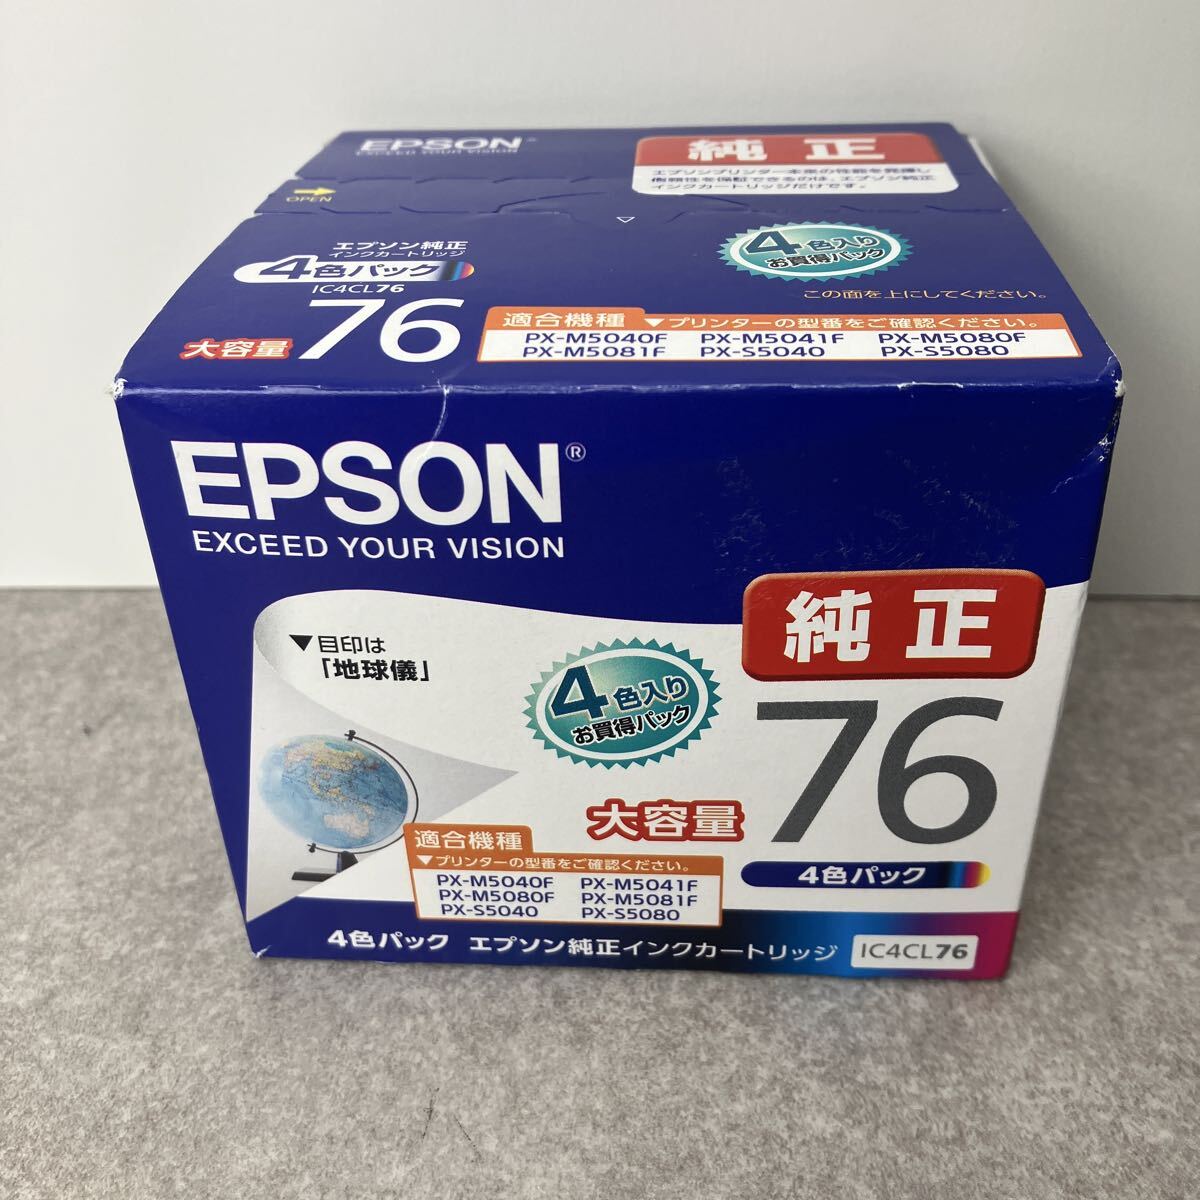 EPSON
EXCEED YOUR VISION
純正
エプソンプリンター本来の性能を発揮し
信頼性を保証できるのは、エプソン純正
インクカートリッジだけです。
OPEN
エプソン純正
インクカートリッジ
4色パック
IC4CL76
大容量 76
4色入り
お買得パック
この面を上にしてください。
適合機種 ▼プリンターの型番をご確認ください。
PX-M5040F PX-M5041F PX-M5080F
PX-M5081F PX-S5040 PX-S5080
EPSON®
EXCEED YOUR VISION
純正
▼目印は
「地球儀」
4色入り
お買得パック
76
大容量
4色パック
適合機種
▼プリンターの型番をご確認ください。
PX-M5040F PX-M5041F
PX-M5080F PX-M5081F
PX-S5040 PX-S5080
4色パック エプソン純正インクカートリッジ IC4CL76